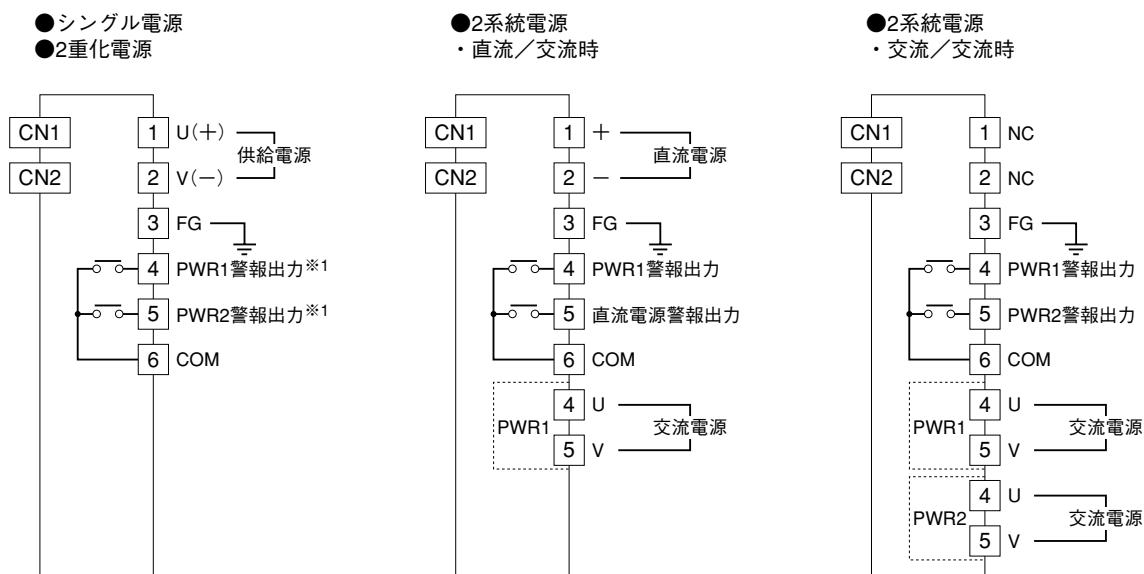 ●シングル電源
●2重化電源
CN1
CN2
1 U(+)
供給電源
2 V(−)
3 FG
4 PWR1警報出力※1
5 PWR2警報出力※1
6 COM
●2系統電源
・直流／交流時
CN1
CN2
1 +
直流電源
2 −
3 FG
4 PWR1警報出力
5 直流電源警報出力
6 COM
PWR1
4 U
交流電源
5 V
●2系統電源
・交流／交流時
CN1
CN2
1 NC
2 NC
3 FG
4 PWR1警報出力
5 PWR2警報出力
6 COM
PWR1
4 U
交流電源
5 V
PWR2
4 U
交流電源
5 V